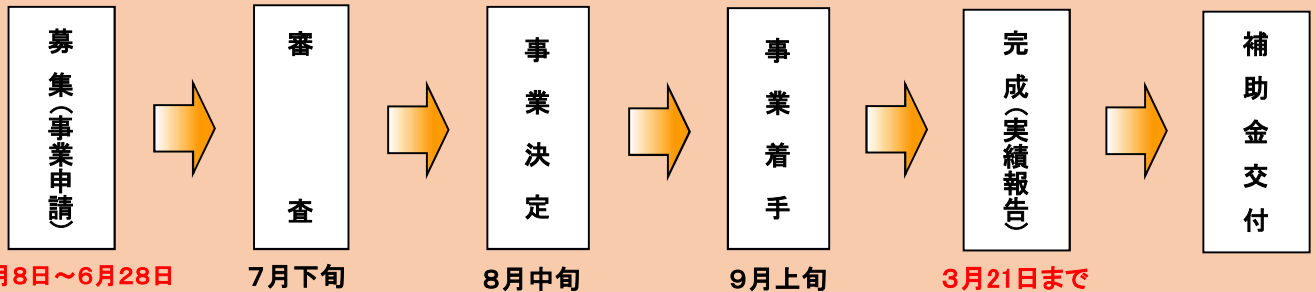 募集(事業申請)
審査
事業決定
事業着手
完成(実績報告)
補助金交付
月8日～6月28日
7月下旬
8月中旬
9月上旬
3月21日まで